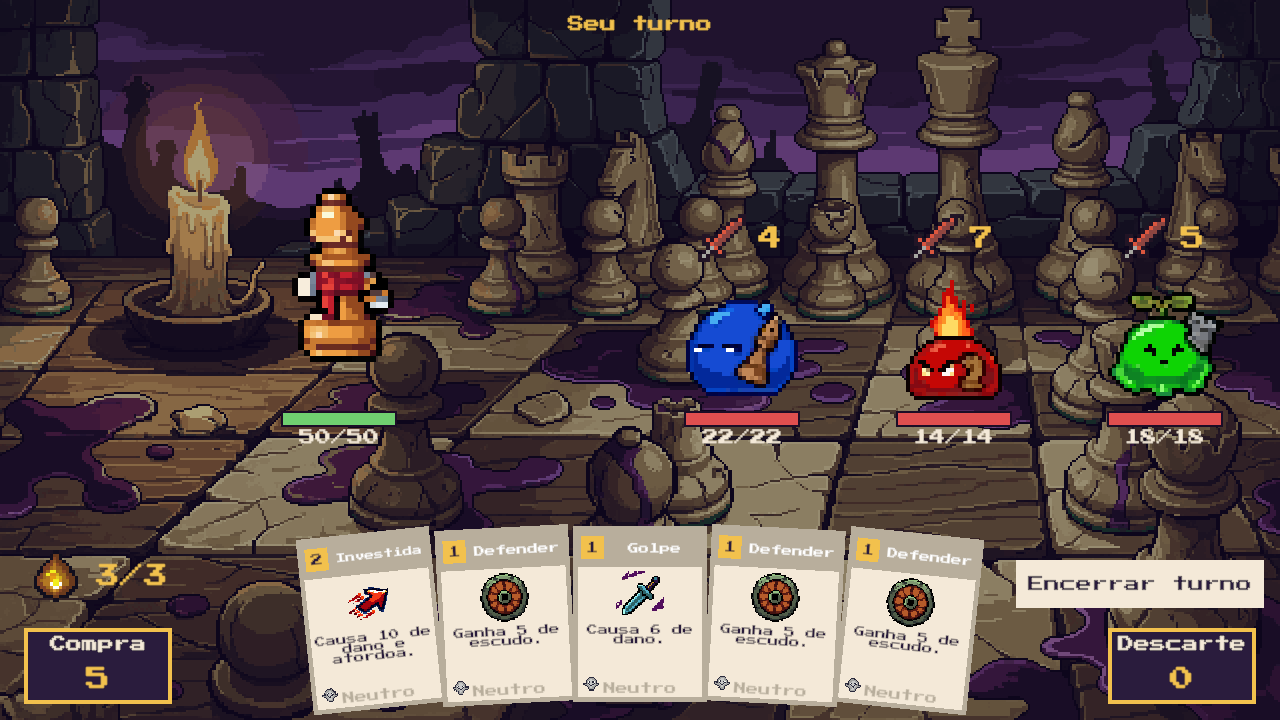 Seu turno
4
7
5
50/50
22/22
14/14
18/18
3/3
Compra
5
2 Investida
Causa 10 de
dano e
atordoa.
Neutro
1 Defender
Ganha 5 de
escudo.
Neutro
1 Golpe
Causa 6 de
dano.
Neutro
1 Defender
Ganha 5 de
escudo.
Neutro
1 Defender
Ganha 5 de
escudo.
Neutro
Encerrar turno
Descarte
0